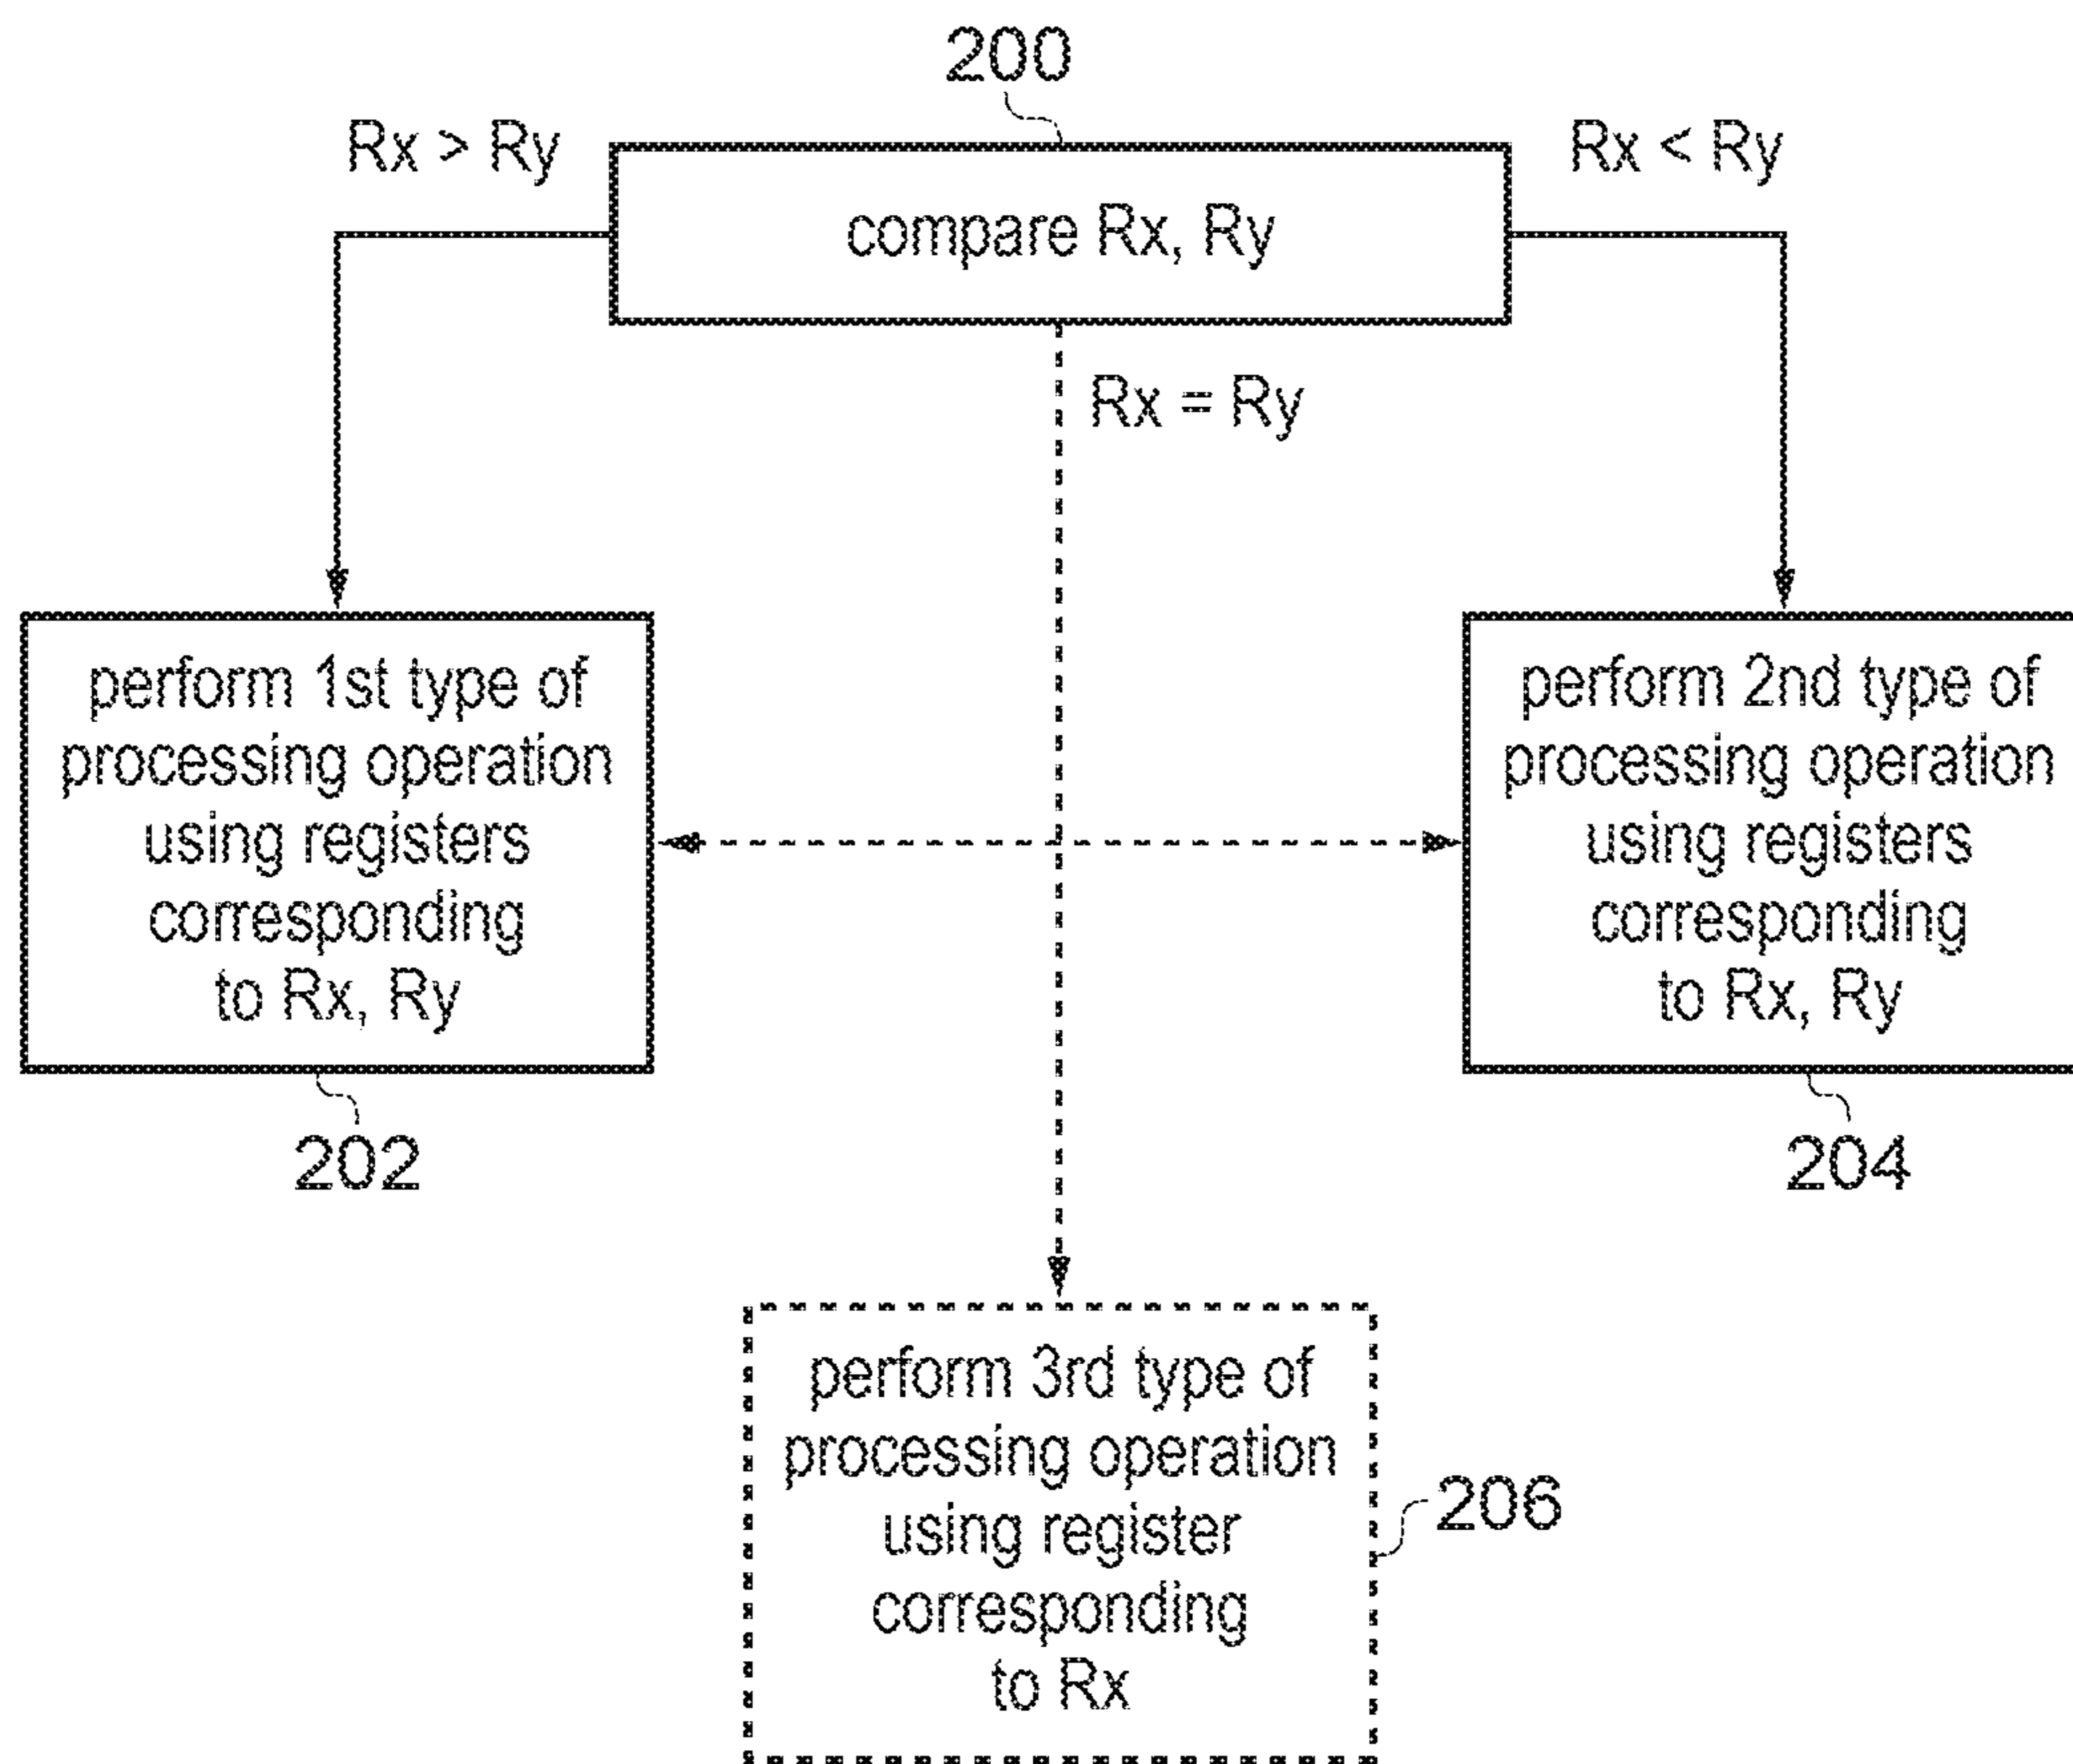 200
Rx > Ry
Rx < Ry
compare Rx, Ry
Rx = Ry
perform 1st type of
processing operation
using registers
corresponding
to Rx, Ry
202
perform 2nd type of
processing operation
using registers
corresponding
to Rx, Ry
204
perform 3rd type of
processing operation
using register
corresponding
to Rx
206